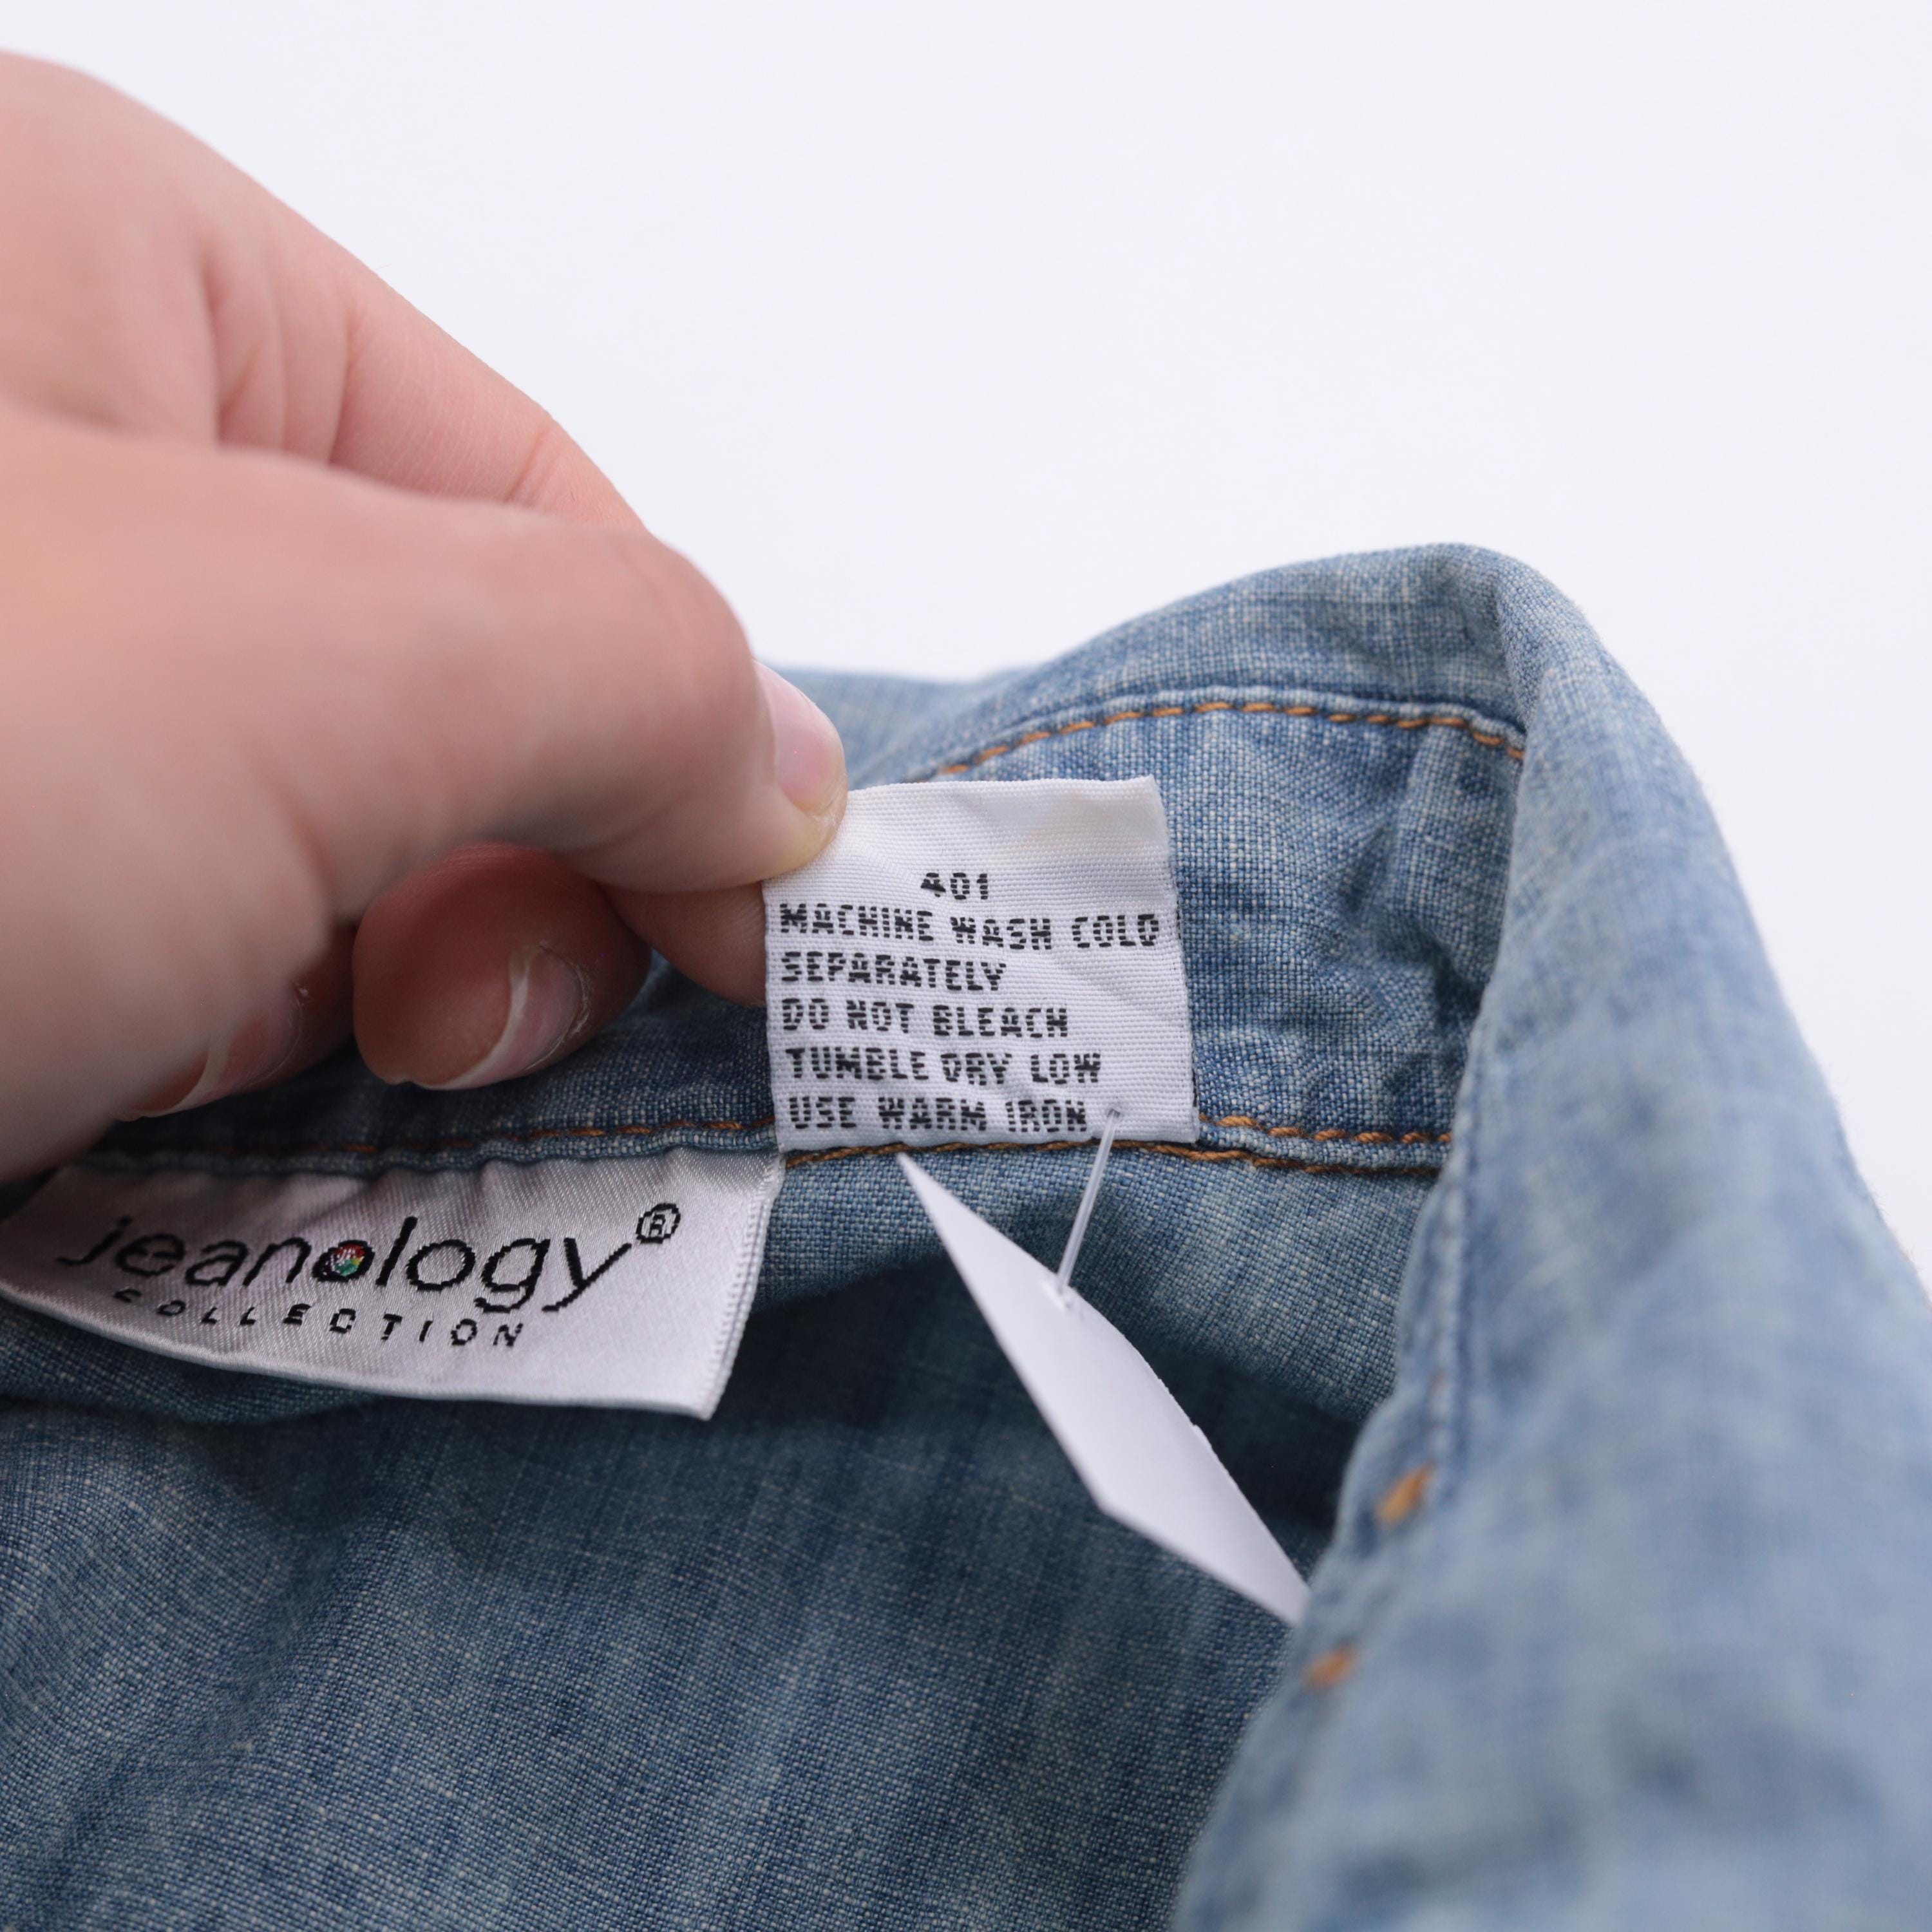 401
MACHINE WASH COLD
SEPARATELY
DO NOT BLEACH
TUMBLE DRY LOW
USE WARM IRON
jeanology®
COLLECTION